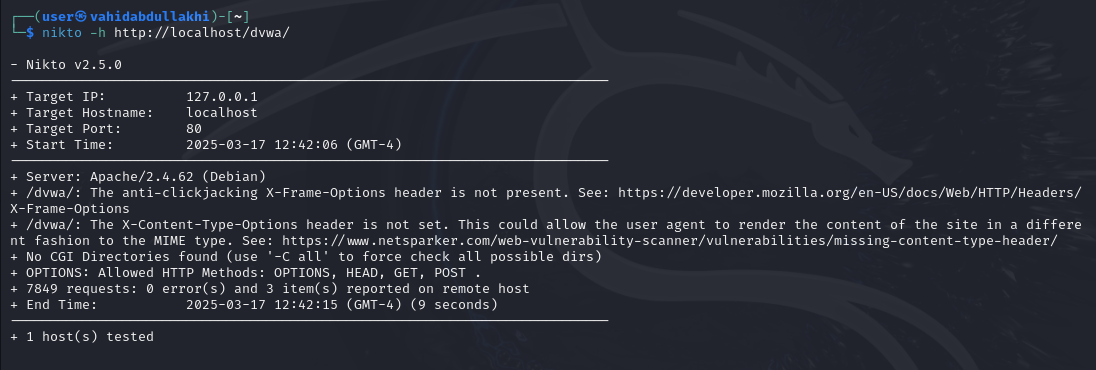 ┌──(user㉿vahidabdullakhi)-[~]
└─$ nikto -h http://localhost/dvwa/
- Nikto v2.5.0
---------------------------------------------------------------------------
+ Target IP:          127.0.0.1
+ Target Hostname:    localhost
+ Target Port:        80
+ Start Time:         2025-03-17 12:42:06 (GMT-4)
---------------------------------------------------------------------------
+ Server: Apache/2.4.62 (Debian)
+ /dvwa/: The anti-clickjacking X-Frame-Options header is not present. See: https://developer.mozilla.org/en-US/docs/Web/HTTP/Headers/
X-Frame-Options
+ /dvwa/: The X-Content-Type-Options header is not set. This could allow the user agent to render the content of the site in a differe
nt fashion to the MIME type. See: https://www.netsparker.com/web-vulnerability-scanner/vulnerabilities/missing-content-type-header/
+ No CGI Directories found (use '-C all' to force check all possible dirs)
+ OPTIONS: Allowed HTTP Methods: OPTIONS, HEAD, GET, POST .
+ 7849 requests: 0 error(s) and 3 item(s) reported on remote host
+ End Time:           2025-03-17 12:42:15 (GMT-4) (9 seconds)
---------------------------------------------------------------------------
+ 1 host(s) tested